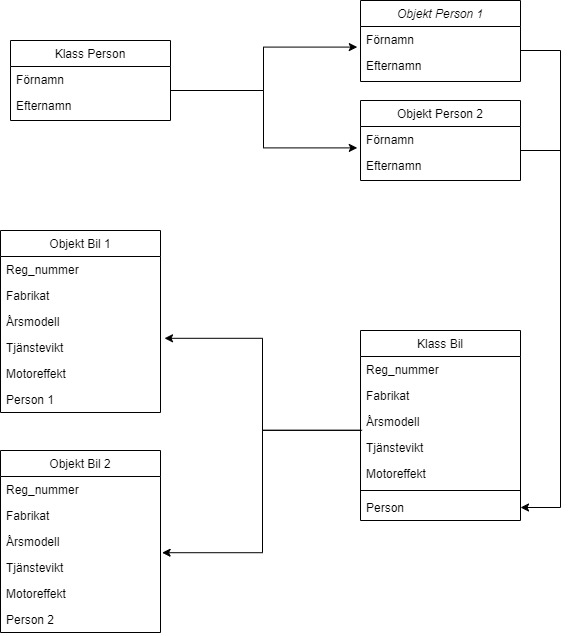 Klass Person
Förnamn
Efternamn
Objekt Person 1
Förnamn
Efternamn
Objekt Person 2
Förnamn
Efternamn
Objekt Bil 1
Reg_nummer
Fabrikat
Årsmodell
Tjänstevikt
Motoreffekt
Person 1
Klass Bil
Reg_nummer
Fabrikat
Årsmodell
Tjänstevikt
Motoreffekt
Person
Objekt Bil 2
Reg_nummer
Fabrikat
Årsmodell
Tjänstevikt
Motoreffekt
Person 2